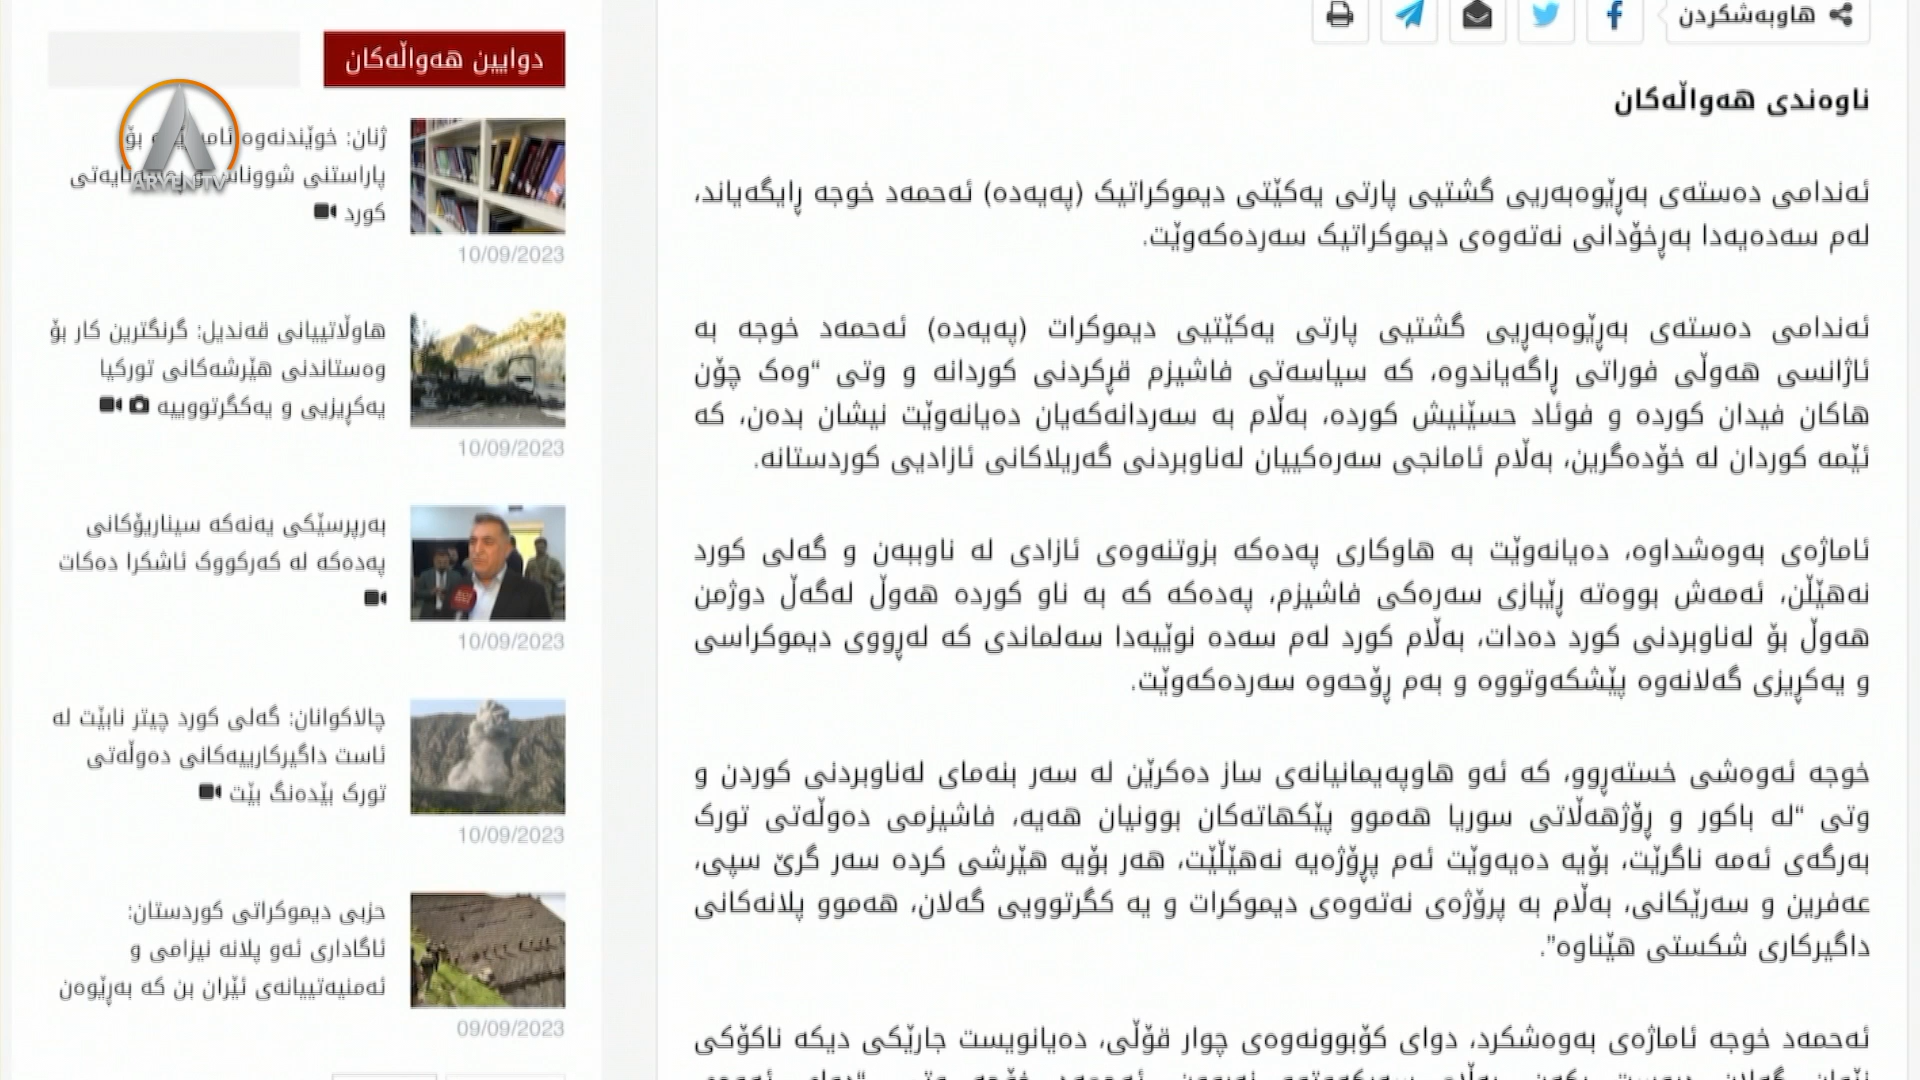 هاوبەشکردن
ناوەندی هەواڵەکان
ئەندامی دەستەی بەڕێوەبەریی گشتیی پارتی یەکێتی دیموکراتیک (پەیەدە) ئەحمەد خوجە ڕایگەیاند،
لەم سەدەیەدا بەرخۆدانی نەتەوەی دیموکراتیک سەردەکەوێت.
ئەندامی دەستەی بەڕێوەبەڕیی گشتیی پارتی یەکێتیی دیموکرات (پەیەدە) ئەحمەد خوجە بە
ئاژانسی هەوڵی فوراتی ڕاگەیاندوە، کە سیاسەتی فاشیزم قڕکردنی کوردانە و وتی “وەک چۆن
هاکان فیدان کوردە و فوئاد حسێنیش کوردە، بەڵام بە سەردانەکەیان دەیانەوێت نیشان بدەن، کە
ئێمە کوردان لە خۆدەگرین، بەڵام ئامانجی سەرەکییان لەناوبردنی گەریلاکانی ئازادیی کوردستانە.
ئاماژەی بەوەشداوە، دەیانەوێت بە هاوکاری پەدەکە بزوتنەوەی ئازادی لە ناوببەن و گەلی کورد
نەهێڵن، ئەمەش بووەتە ڕێبازی سەرەکی فاشیزم، پەدەکە کە بە ناو کوردە هەوڵ لەگەڵ دوژمن
هەوڵ بۆ لەناوبردنی کورد دەدات، بەڵام کورد لەم سەدە نوێیەدا سەلماندی کە لەڕووی دیموکراسی
و یەکڕیزی گەلانەوە پێشکەوتووە و بەم ڕۆحەوە سەردەکەوێت.
خوجە ئەوەشی خستەڕوو، کە ئەو هاوپەیمانیانەی ساز دەکرێن لە سەر بنەمای لەناوبردنی کوردن و
وتی “لە باکور و ڕۆژهەڵاتی سوریا هەموو پێکهاتەکان بوونیان هەیە، فاشیزمی دەوڵەتی تورک
بەرگەی ئەمە ناگرێت، بۆیە دەیەوێت ئەم پڕۆژەیە نەهێڵێت، هەر بۆیە هێرشی کردە سەر گرێ سپی،
عەفرین و سەرێکانی، بەڵام بە پرۆژەی نەتەوەی دیموکرات و یە کگرتوویی گەلان، هەموو پلانەکانی
داگیرکاری شکستی هێناوە".
ئەحمەد خوجە ئاماژەی بەوەشکرد، دوای کۆبوونەوەی چوار قۆڵی، دەیانویست جارێکی دیکە ناکۆکی
دوایین هەواڵەکان
ژنان: خوێندنەوە بۆ
پاراستنی
کورد
10/09/2023
هاوڵاتییانی قەندیل: گرنگترین کار بۆ
وەستاندنی هێرشەکانی تورکیا
یەکڕیزیی و یەکگرتووییە
10/09/2023
بەرپرسێکی یەنەکە سیناریۆکانی
پەدەکە لە کەرکووک ئاشکرا دەکات
10/09/2023
چالاکوانان: گەلی کورد چیتر نابێت لە
ئاست داگیرکارییەکانی دەوڵەتی
تورک بێدەنگ بێت
10/09/2023
حزبی دیموکراتی کوردستان:
ئاگاداری ئەو پلانە نیزامی و
ئەمنیەتییانەی ئێران بن کە بەڕێوەن
09/09/2023
ARYEN TV